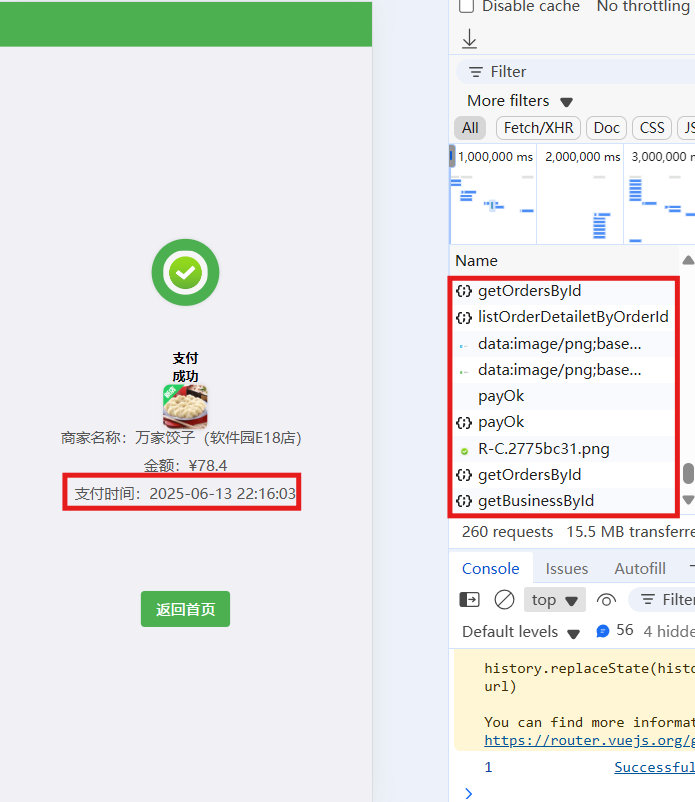 Disable cache No throttling
Filter
More filters
All Fetch/XHR Doc CSS
1,000,000 ms 2,000,000 ms 3,000,000 ms
Name
getOrdersById
listOrderDetailetByOrderId
data:image/png;base...
data:image/png;base...
payOk
payOk
R-C.2775bc31.png
getOrdersById
getBusinessById
260 requests 15.5 MB transferre
Console Issues Autofill
top Filter
Default levels 56 4 hidde
history.replaceState(histo
url)
You can find more informat
https://router.vuejs.org/g
1 Successful
支付
成功
商家名称：万家饺子（软件园E18店）
金额：¥78.4
支付时间：2025-06-13 22:16:03
返回首页